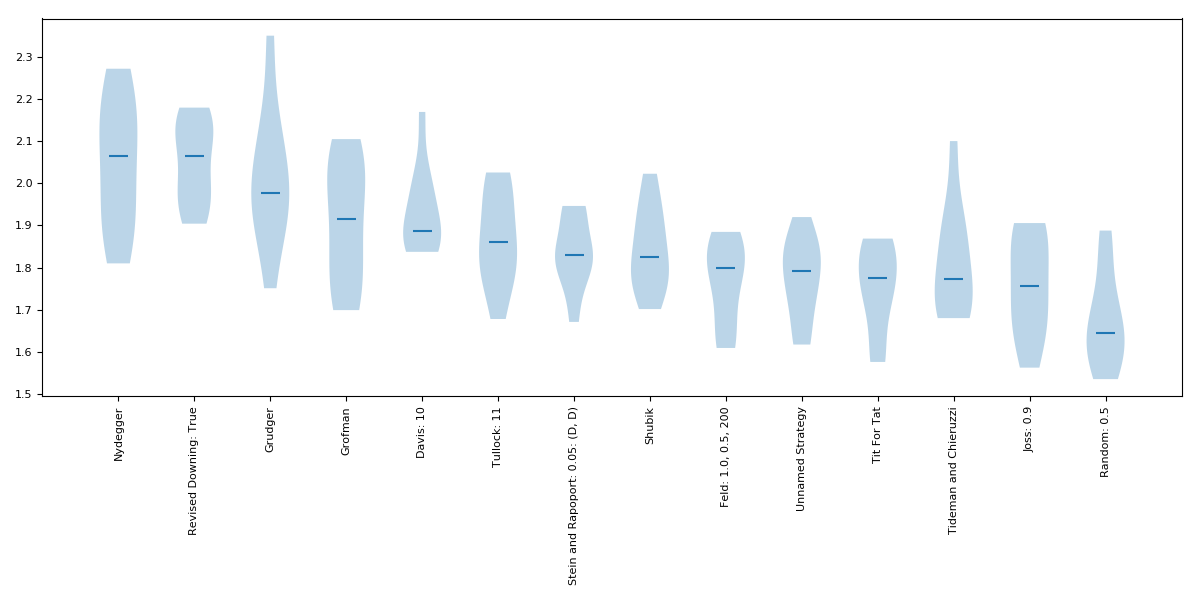 2.3
2.2
2.1
2.0
1.9
1.8
1.7
1.6
1.5
Nydegger
Revised Downing: True
Grudger
Grofman
Davis: 10
Tullock: 11
Stein and Rapoport: 0.05: (D, D)
Shubik
Feld: 1.0, 0.5, 200
Unnamed Strategy
Tit For Tat
Tideman and Chieruzzi
Joss: 0.9
Random: 0.5